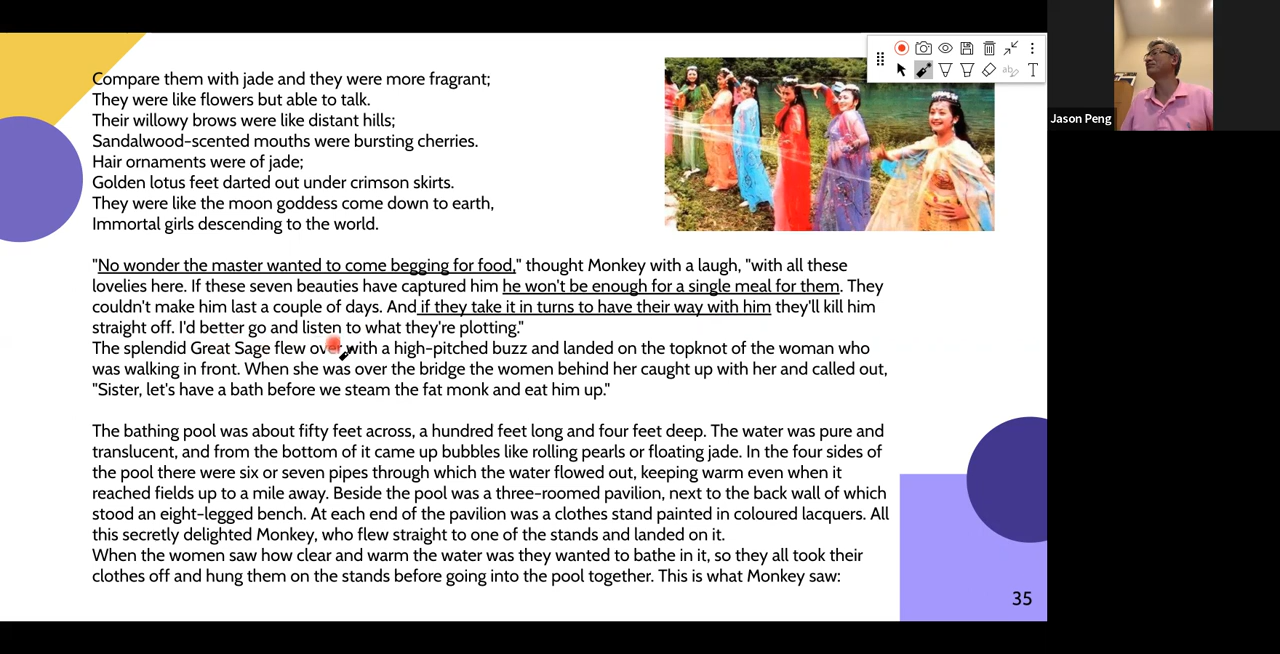 Compare them with jade and they were more fragrant;
They were like flowers but able to talk.
Their willowy brows were like distant hills;
Sandalwood-scented mouths were bursting cherries.
Hair ornaments were of jade;
Golden lotus feet darted out under crimson skirts.
They were like the moon goddess come down to earth,
Immortal girls descending to the world.
"No wonder the master wanted to come begging for food," thought Monkey with a laugh, "with all these
lovelies here. If these seven beauties have captured him he won't be enough for a single meal for them. They
couldn't make him last a couple of days. And if they take it in turns to have their way with him they'll kill him
straight off. I'd better go and listen to what they're plotting."
The splendid Great Sage flew over with a high-pitched buzz and landed on the topknot of the woman who
was walking in front. When she was over the bridge the women behind her caught up with her and called out,
"Sister, let's have a bath before we steam the fat monk and eat him up."
The bathing pool was about fifty feet across, a hundred feet long and four feet deep. The water was pure and
translucent, and from the bottom of it came up bubbles like rolling pearls or floating jade. In the four sides of
the pool there were six or seven pipes through which the water flowed out, keeping warm even when it
reached fields up to a mile away. Beside the pool was a three-roomed pavilion, next to the back wall of which
stood an eight-legged bench. At each end of the pavilion was a clothes stand painted in coloured lacquers. All
this secretly delighted Monkey, who flew straight to one of the stands and landed on it.
When the women saw how clear and warm the water was they wanted to bathe in it, so they all took their
clothes off and hung them on the stands before going into the pool together. This is what Monkey saw:
35
ab
T
Jason Peng